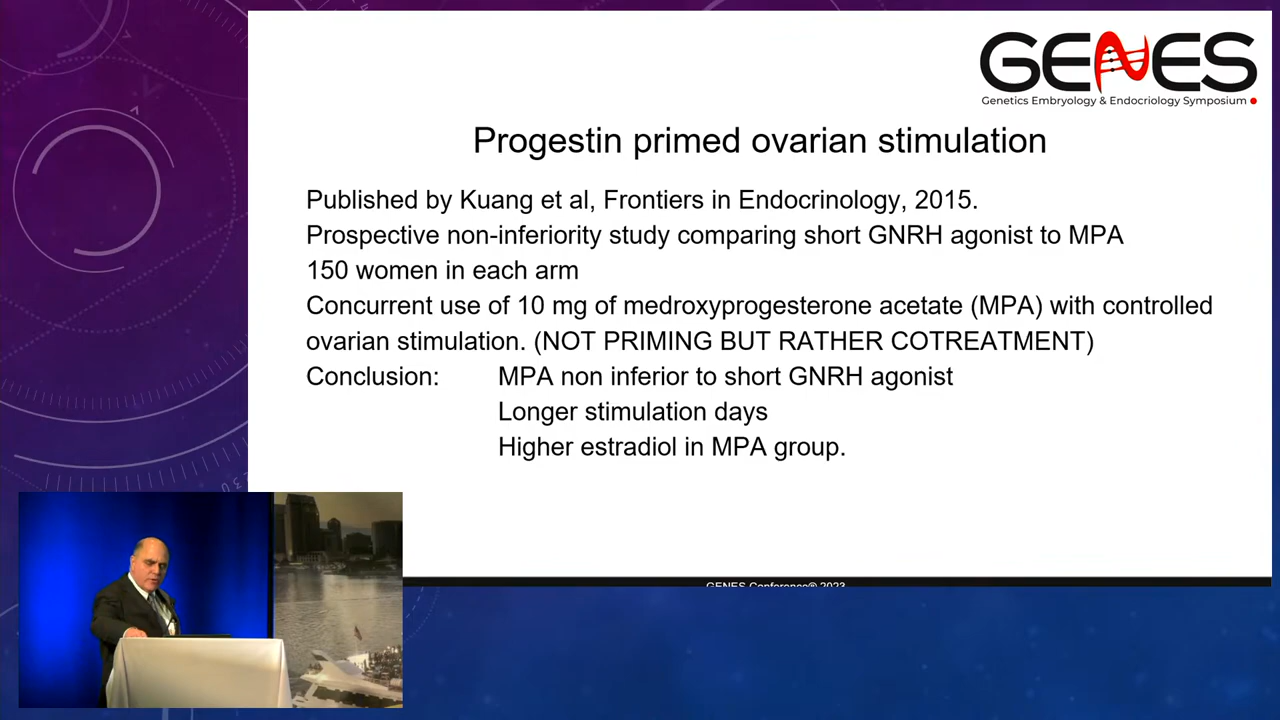 GENES
Genetics Embryology & Endocriology Symposium
Progestin primed ovarian stimulation
Published by Kuang et al, Frontiers in Endocrinology, 2015.
Prospective non-inferiority study comparing short GNRH agonist to MPA
150 women in each arm
Concurrent use of 10 mg of medroxyprogesterone acetate (MPA) with controlled
ovarian stimulation. (NOT PRIMING BUT RATHER COTREATMENT)
Conclusion: MPA non inferior to short GNRH agonist
Longer stimulation days
Higher estradiol in MPA group.
GENES Conference® 2023